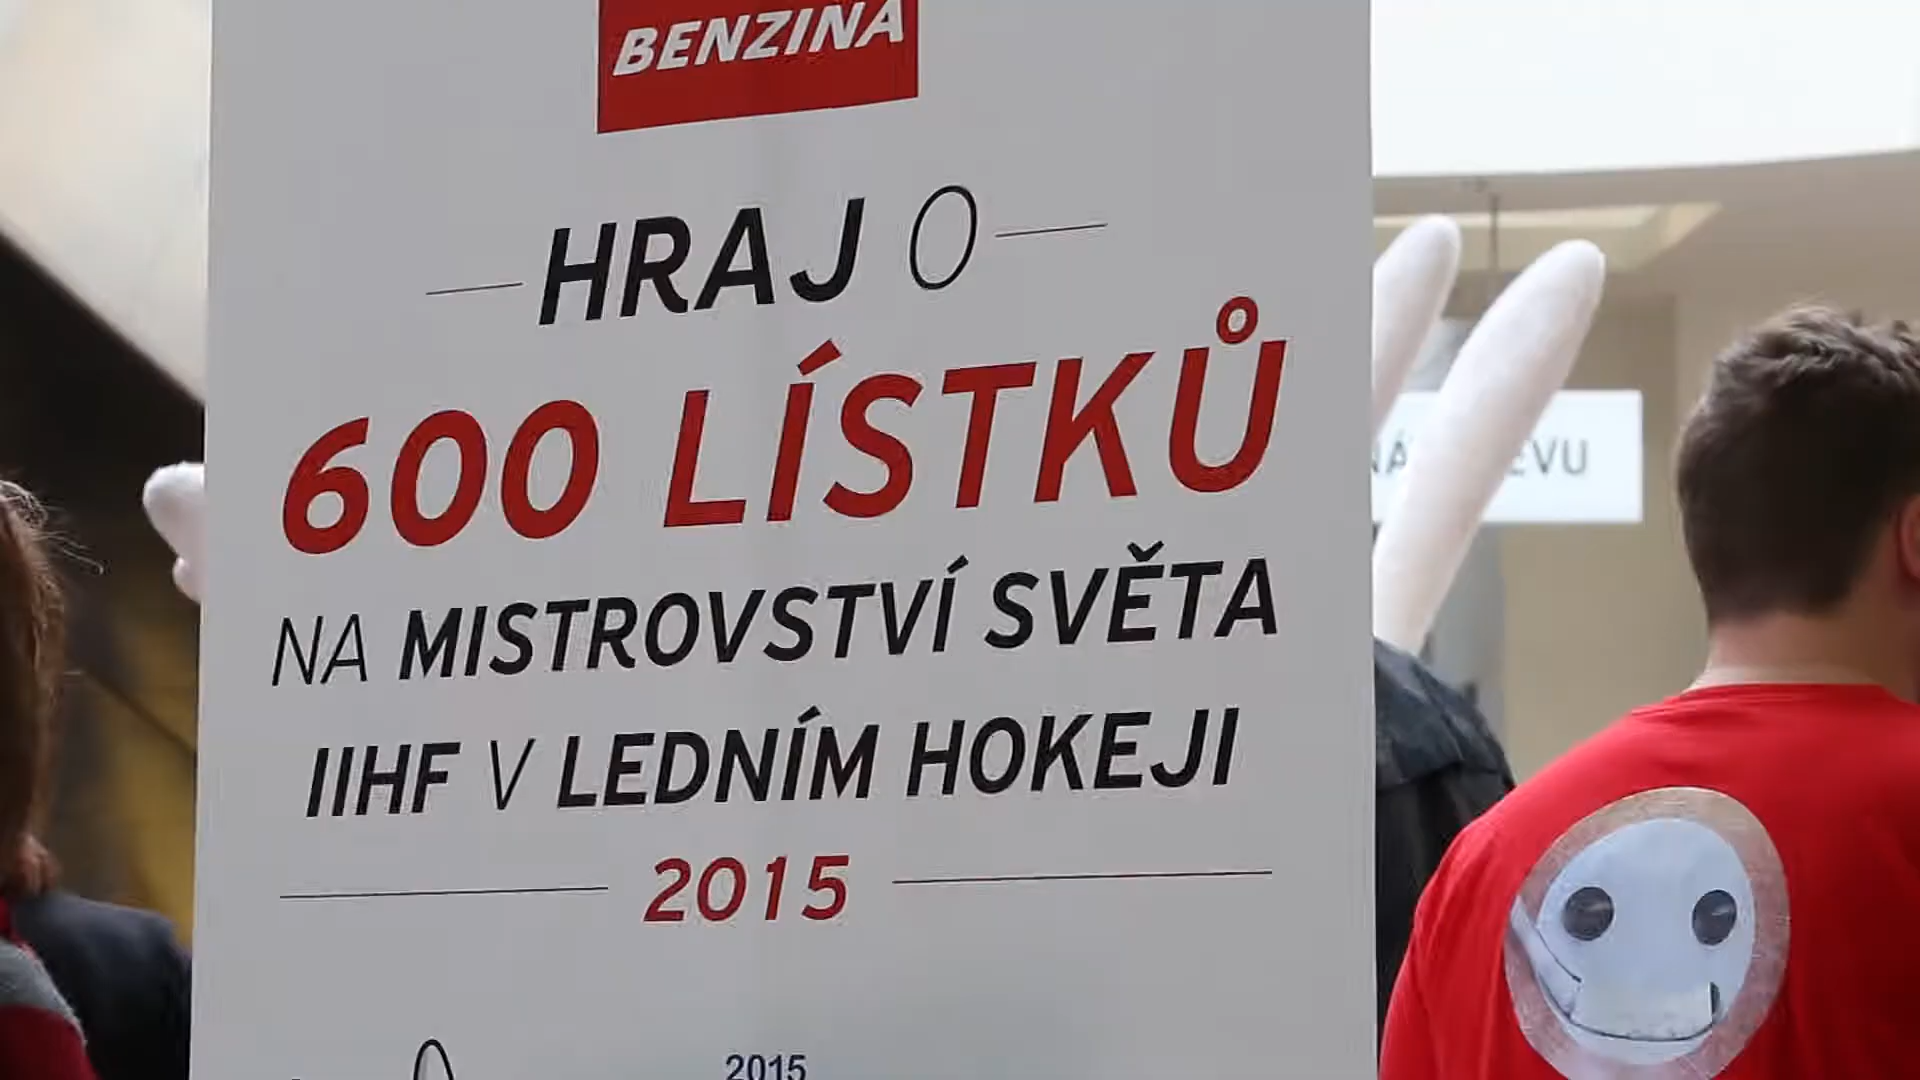 BENZINA
HRAJ O
600 LÍSTKŮ
NA MISTROVSTVÍ SVĚTA
IIHF V LEDNÍM HOKEJI
2015
2015